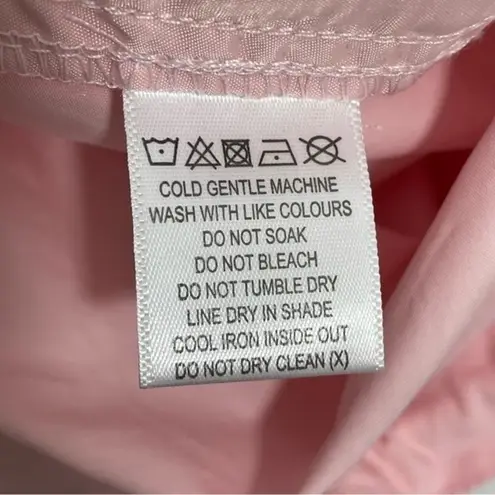 COLD GENTLE MACHINE
WASH WITH LIKE COLOURS
DO NOT SOAK
DO NOT BLEACH
DO NOT TUMBLE DRY
LINE DRY IN SHADE
COOL IRON INSIDE OUT
DO NOT DRY CLEAN (X)